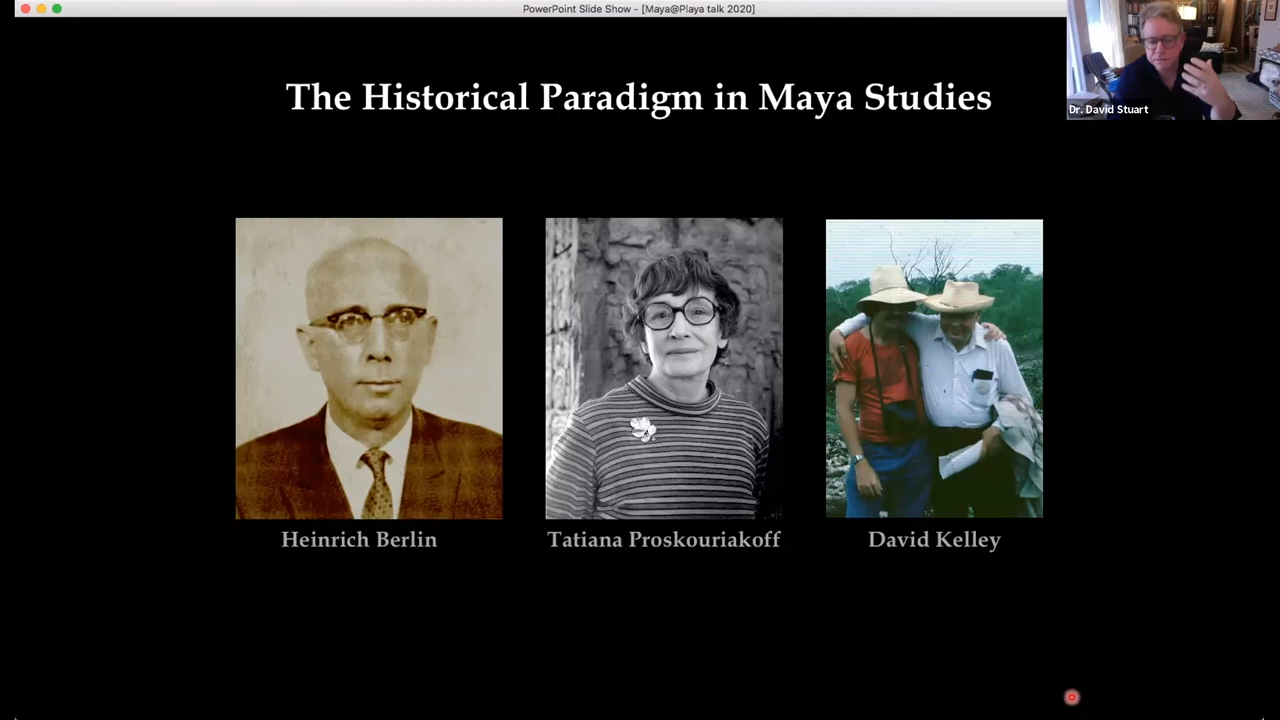 PowerPoint Slide Show - [Maya@Playa talk 2020]
The Historical Paradigm in Maya Studies
Dr. David Stuart
Heinrich Berlin
Tatiana Proskouriakoff
David Kelley